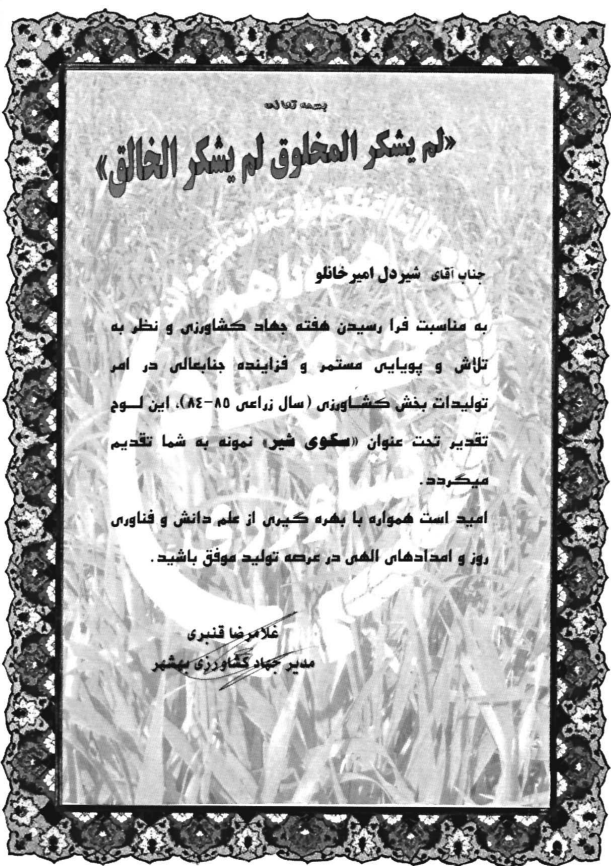 بسمه تعالی
«لم یشکر المخلوق لم یشکر الخالق»
جناب آقای شیردل امیرخانلو
به مناسبت فرا رسیدن هفته جهاد کشاورزی و نظر به
تلاش و پویایی مستمر و فزاینده جنابعالی در امر
تولیدات بخش کشاورزی (سال زراعی ۸۵-۸٤)، این لوح
تقدیر تحت عنوان «سکوی شیر» نمونه به شما تقدیم
میگردد.
امید است همواره با بهره گیری از علم دانش و فناوری
روز و امدادهای الهی در عرصه تولید موفق باشید.
غلامرضا قنبری
مدیر جهاد کشاورزی بهشهر
جهاد
کشاورزی